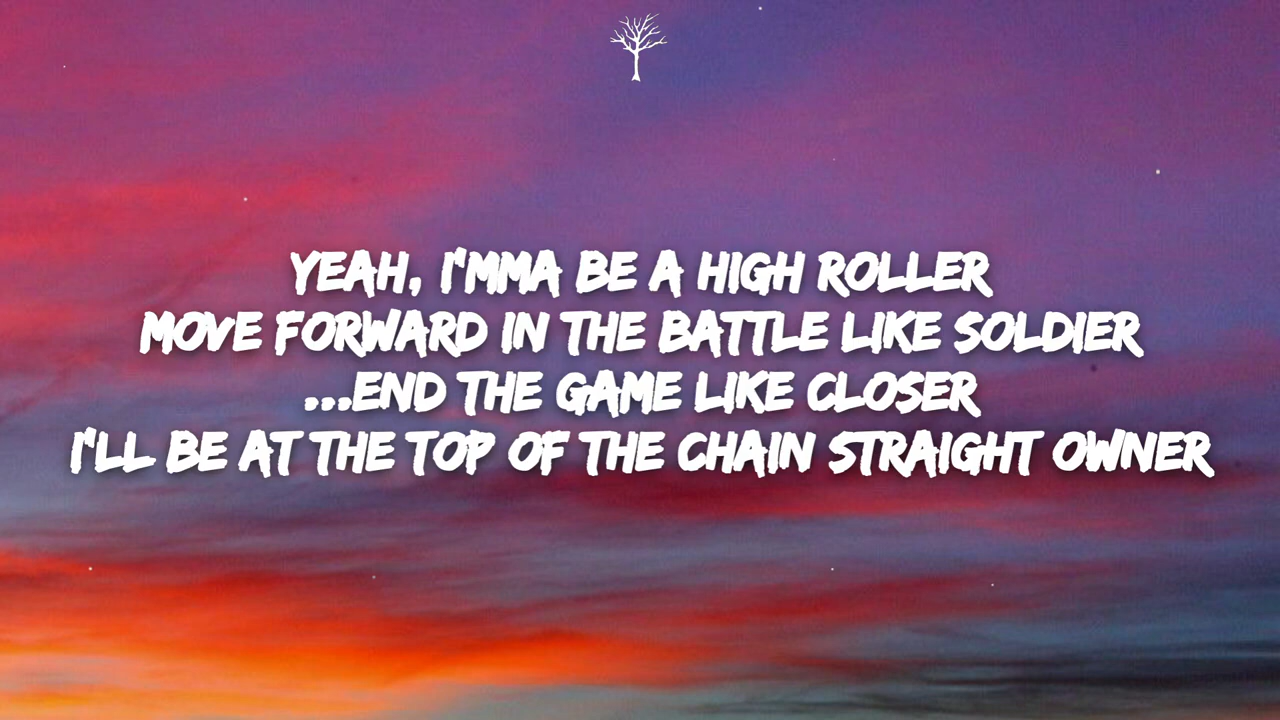 YEAH, I'MMA BE A HIGH ROLLER
MOVE FORWARD IN THE BATTLE LIKE SOLDIER
...END THE GAME LIKE CLOSER
I'LL BE AT THE TOP OF THE CHAIN STRAIGHT OWNER